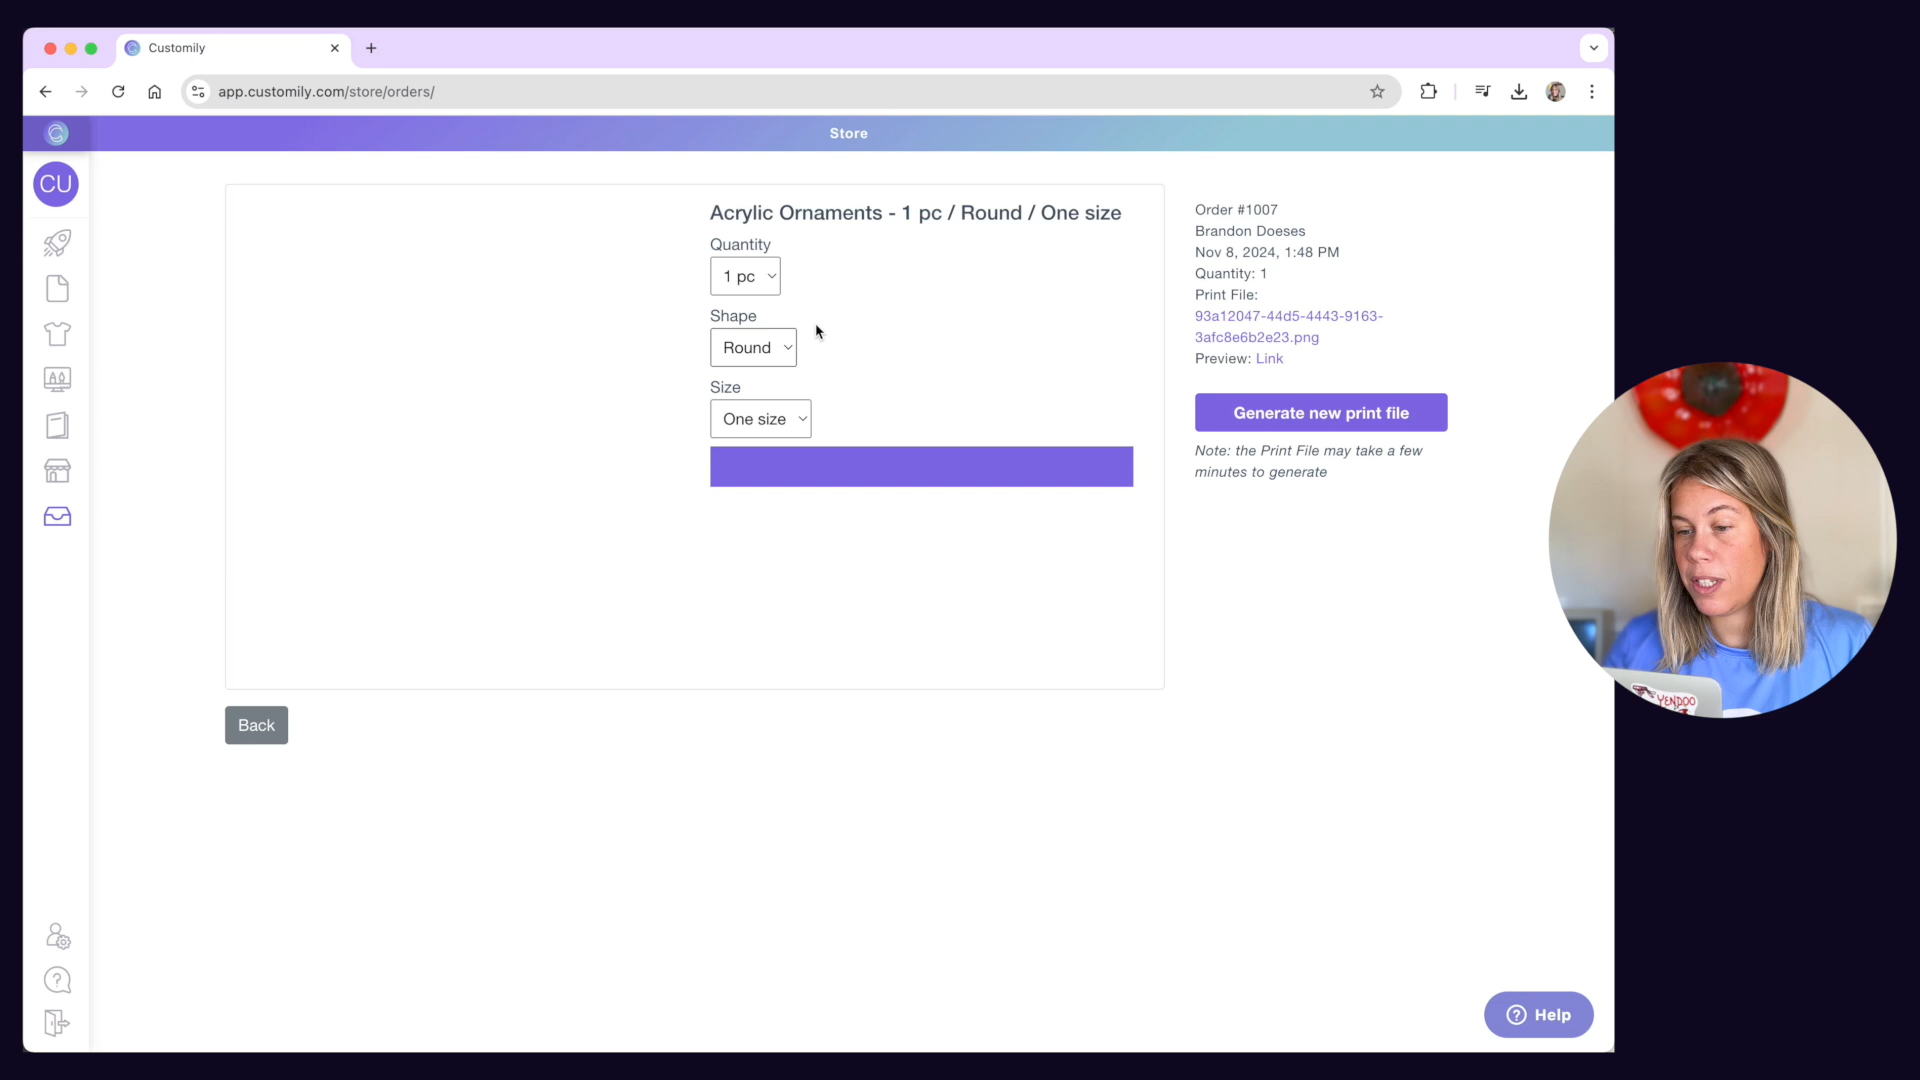 Customily
app.customily.com/store/orders/
Store
CU
Acrylic Ornaments - 1 pc / Round / One size
Quantity
1 pc
Shape
Round
Size
One size
Order #1007
Brandon Doeses
Nov 8, 2024, 1:48 PM
Quantity: 1
Print File:
93a12047-44d5-4443-9163-
3afc8e6b2e23.png
Preview: Link
Generate new print file
Note: the Print File may take a few
minutes to generate
Back
Help
YENDOO